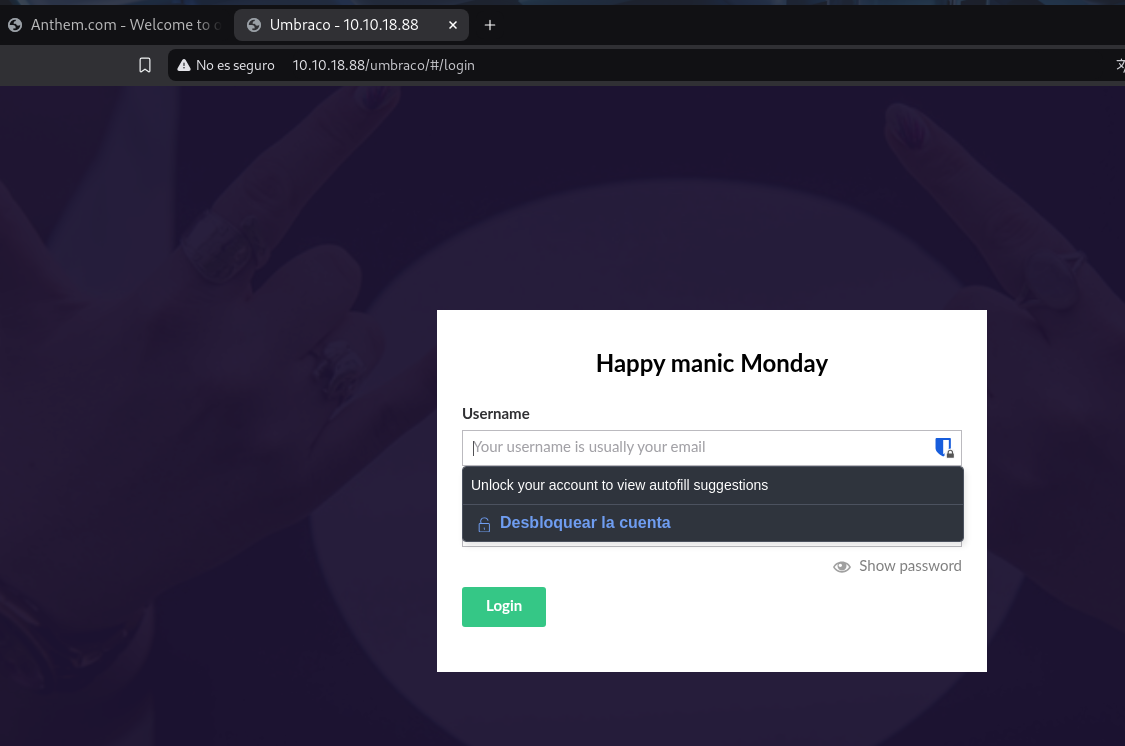 Anthem.com - Welcome to
Umbraco - 10.10.18.88
No es seguro 10.10.18.88/umbraco/#/login
Happy manic Monday
Username
Your username is usually your email
Unlock your account to view autofill suggestions
Desbloquear la cuenta
Show password
Login